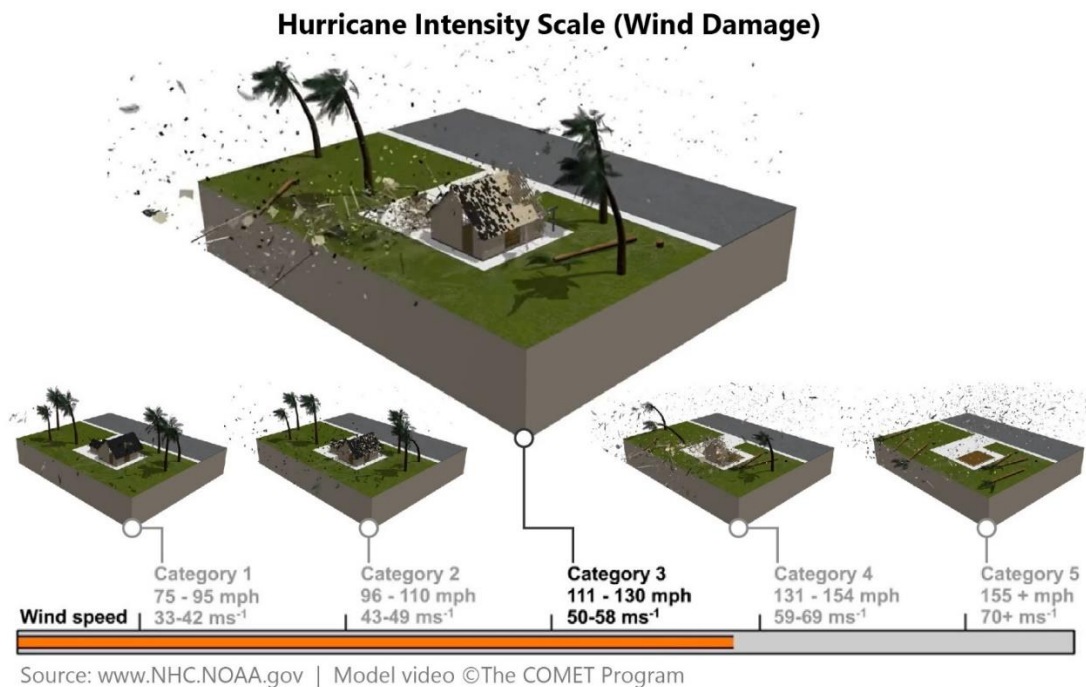 Hurricane Intensity Scale (Wind Damage)
Category 1
75 - 95 mph
33-42 ms⁻¹
Category 2
96 - 110 mph
43-49 ms⁻¹
Category 3
111 - 130 mph
50-58 ms⁻¹
Category 4
131 - 154 mph
59-69 ms⁻¹
Category 5
155 + mph
70+ ms⁻¹
Wind speed
Source: www.NHC.NOAA.gov | Model video ©The COMET Program